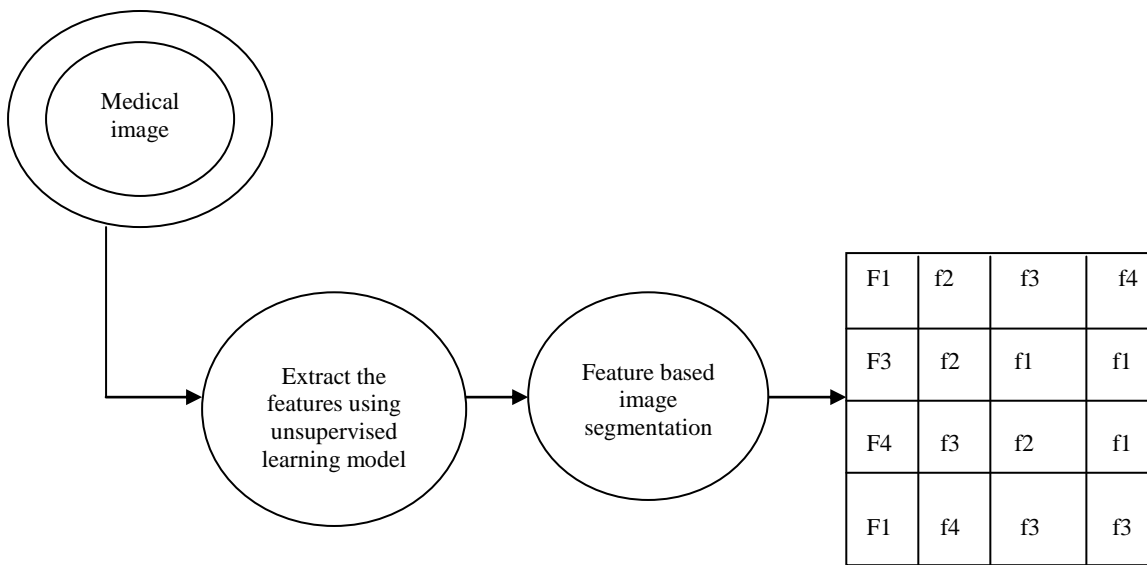 Medical
image
Extract the
features using
unsupervised
learning model
Feature based
image
segmentation
F1 f2 f3 f4
F3 f2 f1 f1
F4 f3 f2 f1
F1 f4 f3 f3